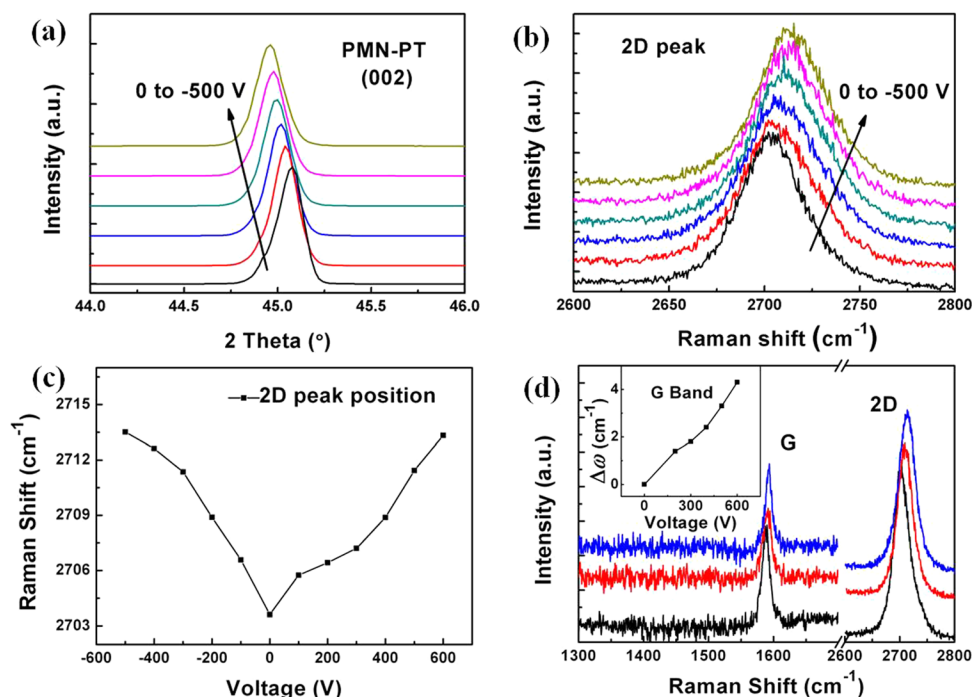 (a)
PMN-PT
(002)
0 to -500 V
Intensity (a.u.)
44.0 44.5 45.0 45.5 46.0
2 Theta (°)
(b)
2D peak
0 to -500 V
Intensity (a.u.)
2600 2650 2700 2750 2800
Raman shift (cm-1)
(c)
2D peak position
Raman Shift (cm-1)
2715
2712
2709
2706
2703
-600 -400 -200 0 200 400 600
Voltage (V)
(d)
G Band
Δω (cm-1)
4
2
0
0 300 600
Voltage (V)
G
2D
Intensity (a.u.)
1300 1400 1500 1600 2600 2700 2800
Raman Shift (cm-1)